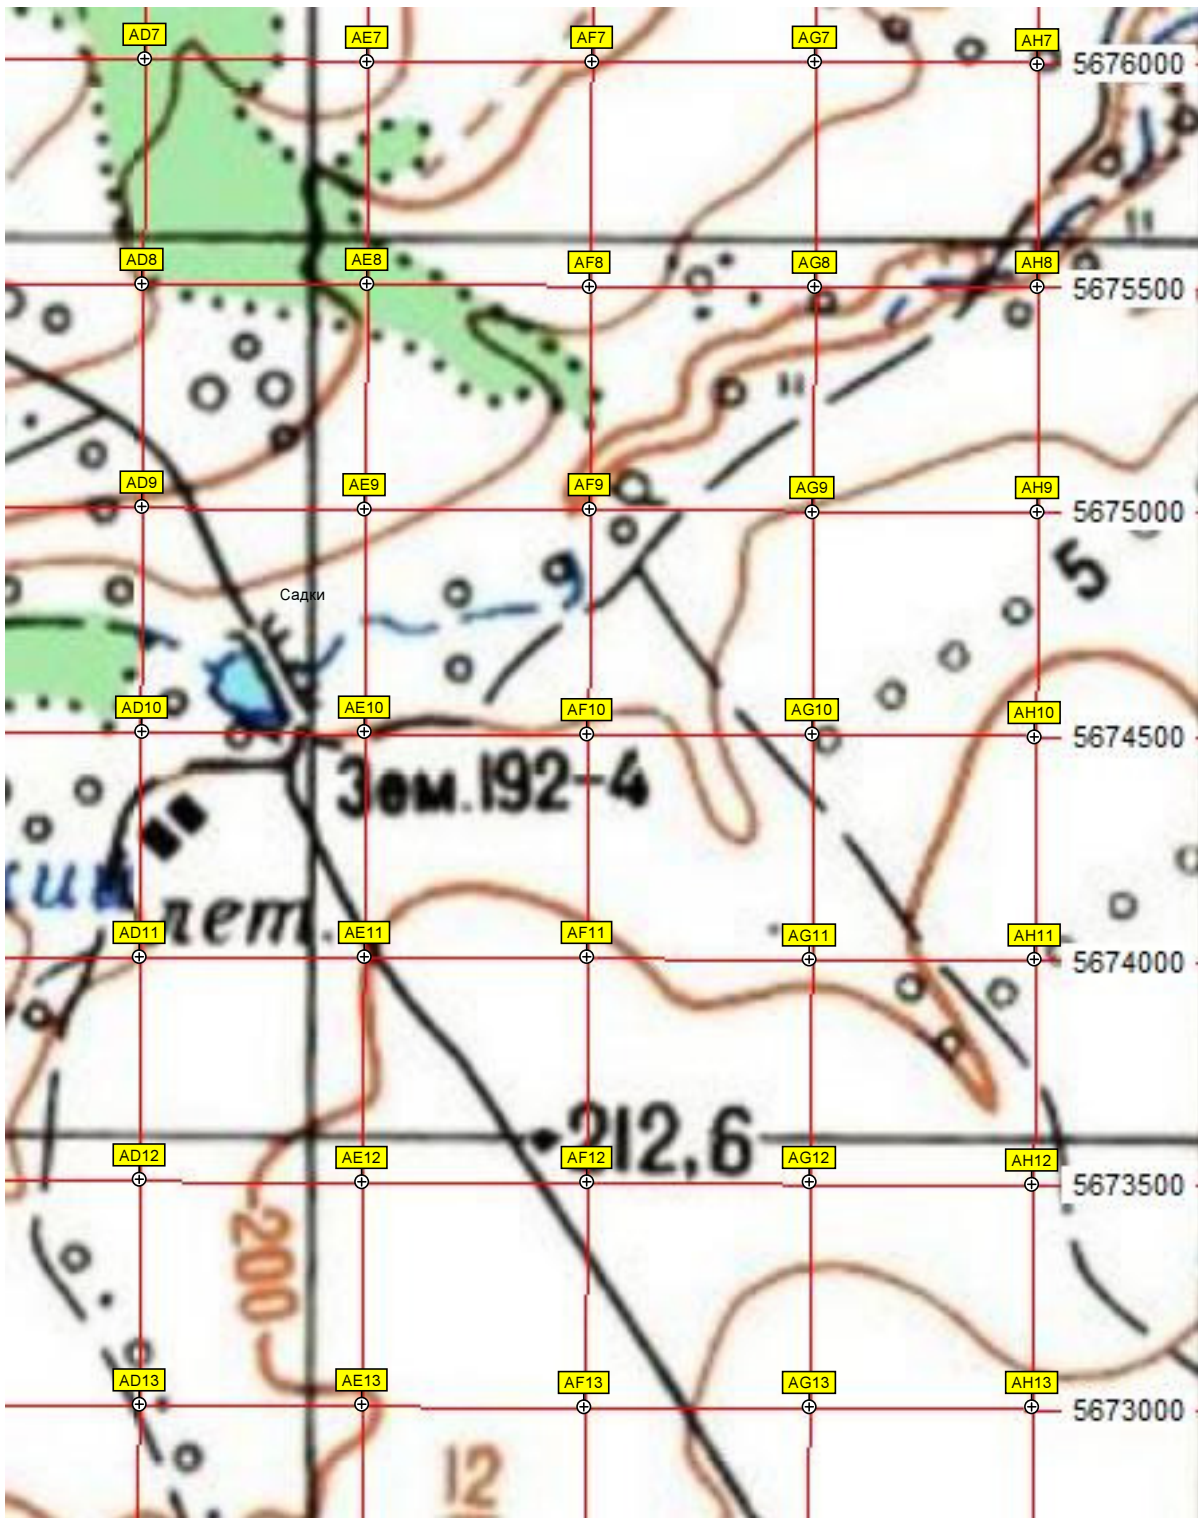 AD7 AE7 AF7 AG7 AH7
5676000
AD8 AE8 AF8 AG8 AH8
5675500
AD9 AE9 AF9 AG9 AH9
5675000
5
Садки
AD10 AE10 AF10 AG10 AH10
5674500
Зем.192-4
кий
лет.
AD11 AE11 AF11 AG11 AH11
5674000
212,6
AD12 AE12 AF12 AG12 AH12
5673500
200
AD13 AE13 AF13 AG13 AH13
5673000
12